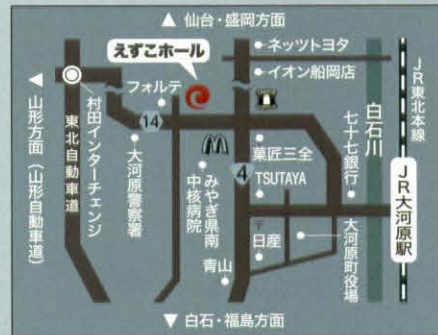 ▲ 仙台・盛岡方面
えずこホール
ネッツトヨタ
イオン船岡店
フォルテ
14
4
◀ 山形方面（山形自動車道）
東北自動車道
村田インターチェンジ
大河原警察署
みやぎ県南
中核病院
菓匠三全
TSUTAYA
七十七銀行
白石川
JR東北本線
JR大河原駅
大河原町役場
〒
日産
青山
▼ 白石・福島方面